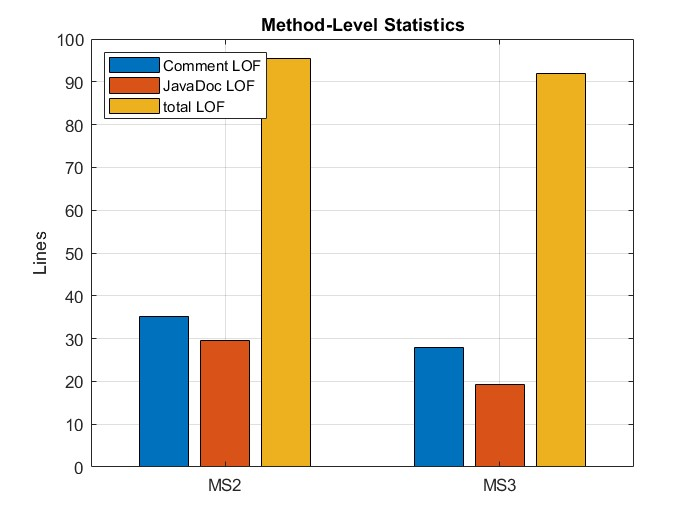 Method-Level Statistics
100
90
80
70
60
50
40
30
20
10
0
Lines
Comment LOF
JavaDoc LOF
total LOF
MS2 MS3